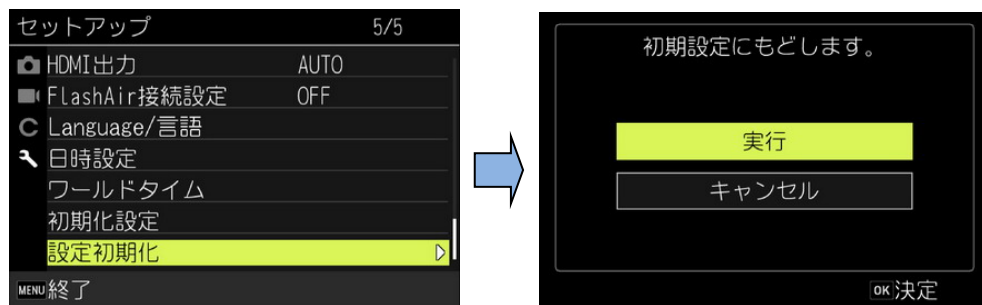 セットアップ 5/5
HDMI出力 AUTO
FlashAir接続設定 OFF
C Language/言語
日時設定
ワールドタイム
初期化設定
設定初期化
MENU終了
初期設定にもどします。
実行
キャンセル
OK決定